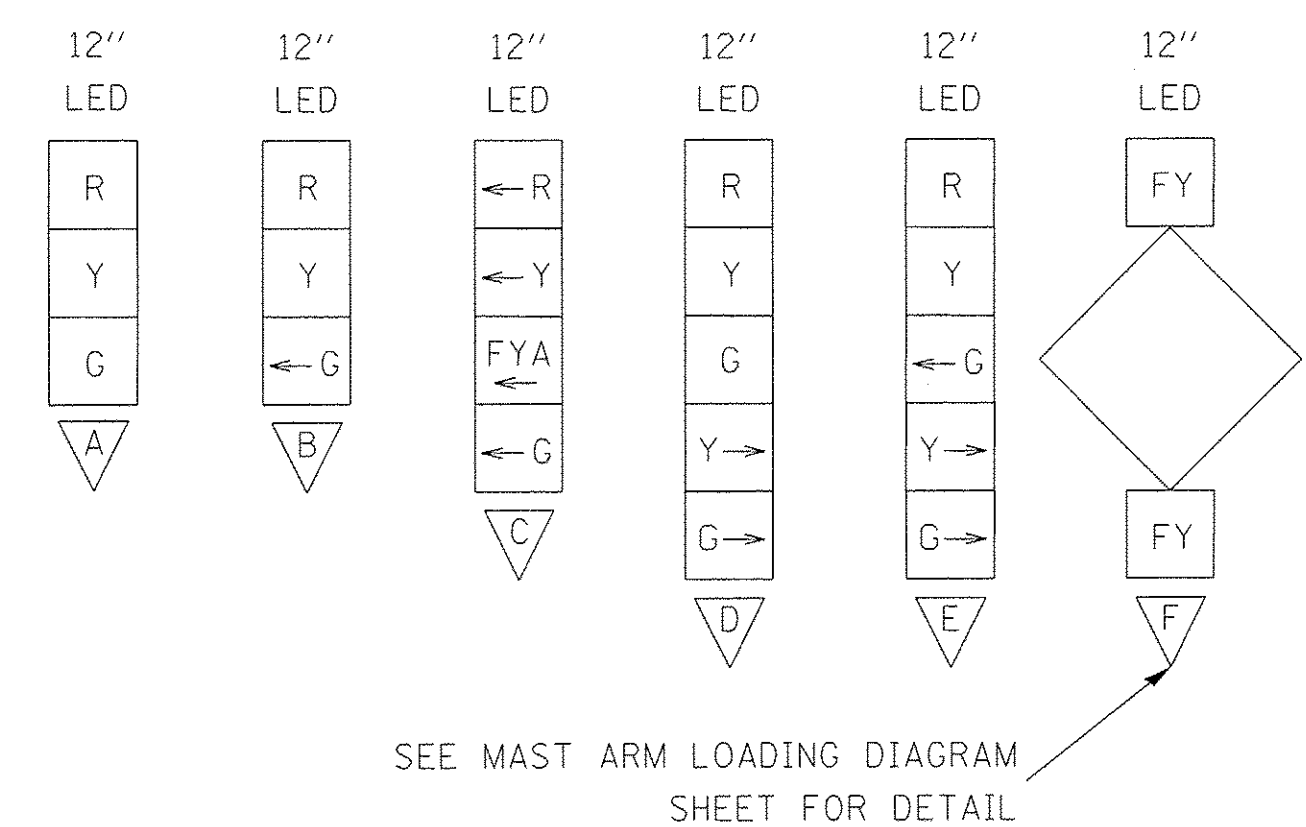 12" 12" 12" 12" 12" 12"
LED LED LED LED LED LED
R R ←R R R FY
Y Y ←Y Y Y
G ←G FYA ← G ←G
←G Y→ Y→
G→ G→ FY
A B C D E F
SEE MAST ARM LOADING DIAGRAM
SHEET FOR DETAIL